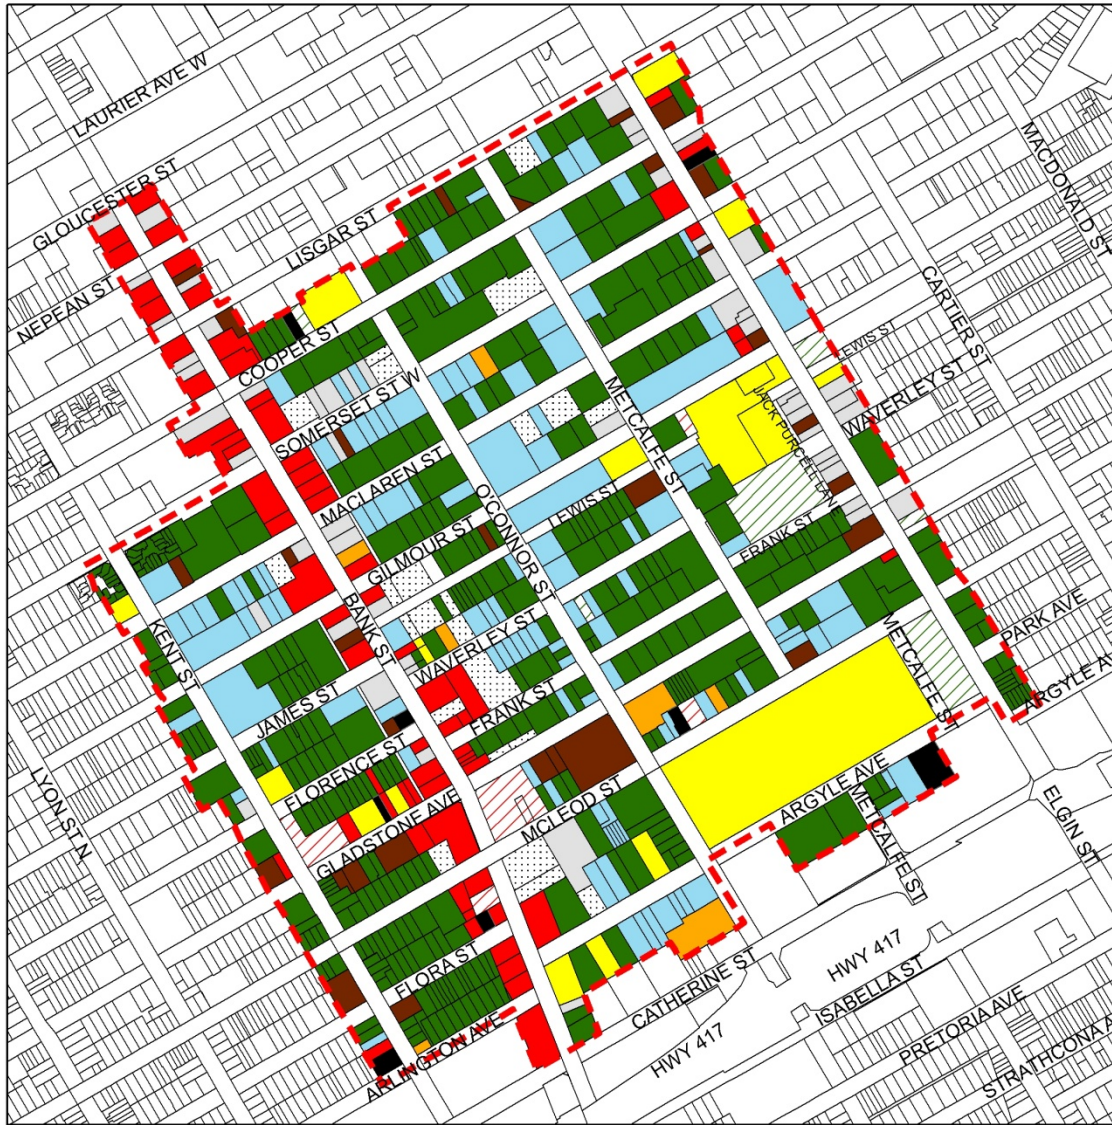 LAURIER AVE W
GLOUCESTER ST
LISGAR ST
NEPEAN ST
MACDONALD ST
CARTIER ST
COOPER ST
SOMERSET ST W
LEWIS S
WAVERLEY ST
METCALFE ST
JACK PURCELL LANE
MACLAREN ST
O'CONNOR ST
LEWIS ST
GILMOUR ST
FRANK ST
BANK ST
KENT ST
WAVERLEY ST
METCALFE ST
PARK AVE
JAMES ST
FRANK ST
ARGYLE AV
FLORENCE ST
LYON ST N
GLADSTONE AVE
MCLEOD ST
ARGYLE AVE
METCALFE ST
ELGIN ST
FLORA ST
CATHERINE ST
HWY 417
ISABELLA ST
ARLINGTON AVE
HWY 417
PRETORIA AVE
STRATHCONA A